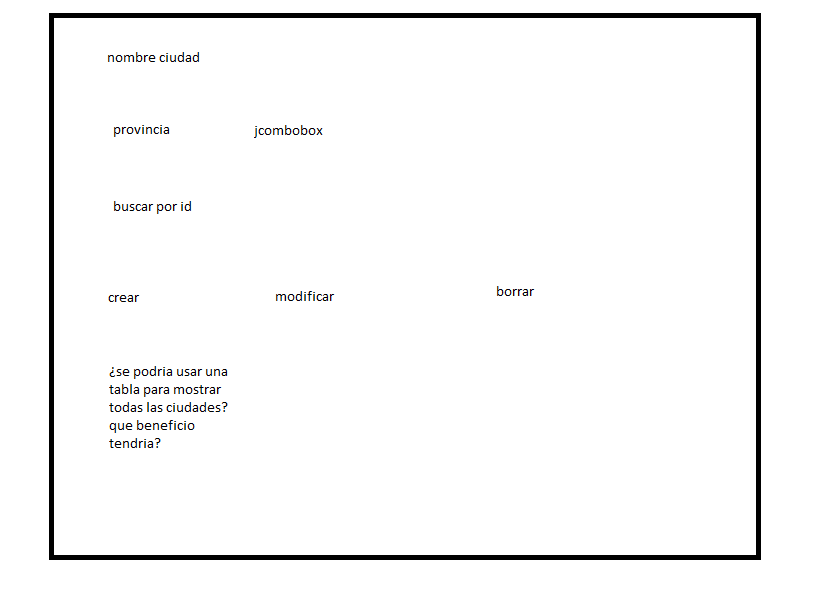 nombre ciudad
provincia
jcombobox
buscar por id
crear
modificar
borrar
¿se podria usar una
tabla para mostrar
todas las ciudades?
que beneficio
tendria?